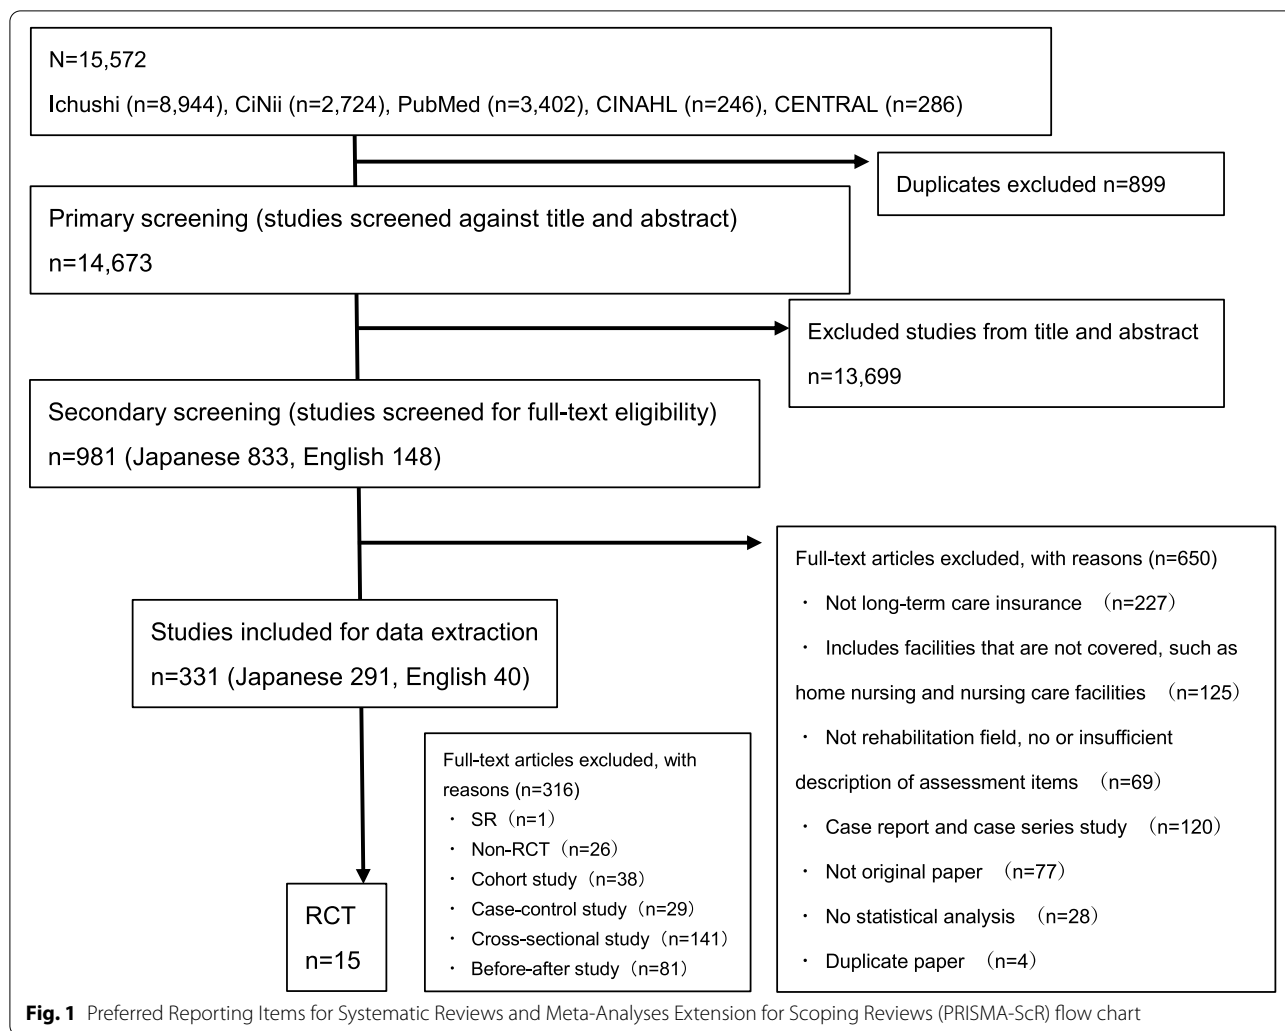 N=15,572
Ichushi (n=8,944), CiNii (n=2,724), PubMed (n=3,402), CINAHL (n=246), CENTRAL (n=286)
Duplicates excluded n=899
Primary screening (studies screened against title and abstract)
n=14,673
Excluded studies from title and abstract
n=13,699
Secondary screening (studies screened for full-text eligibility)
n=981 (Japanese 833, English 148)
Full-text articles excluded, with reasons (n=650)
・ Not long-term care insurance （n=227）
・ Includes facilities that are not covered, such as
home nursing and nursing care facilities （n=125）
・ Not rehabilitation field, no or insufficient
description of assessment items （n=69）
・ Case report and case series study （n=120）
・ Not original paper （n=77）
・ No statistical analysis （n=28）
・ Duplicate paper （n=4）
Studies included for data extraction
n=331 (Japanese 291, English 40)
Full-text articles excluded, with
reasons (n=316)
・ SR（n=1）
・ Non-RCT（n=26）
・ Cohort study（n=38）
・ Case-control study（n=29）
・ Cross-sectional study（n=141）
・ Before-after study（n=81）
RCT
n=15
Fig. 1 Preferred Reporting Items for Systematic Reviews and Meta-Analyses Extension for Scoping Reviews (PRISMA-ScR) flow chart